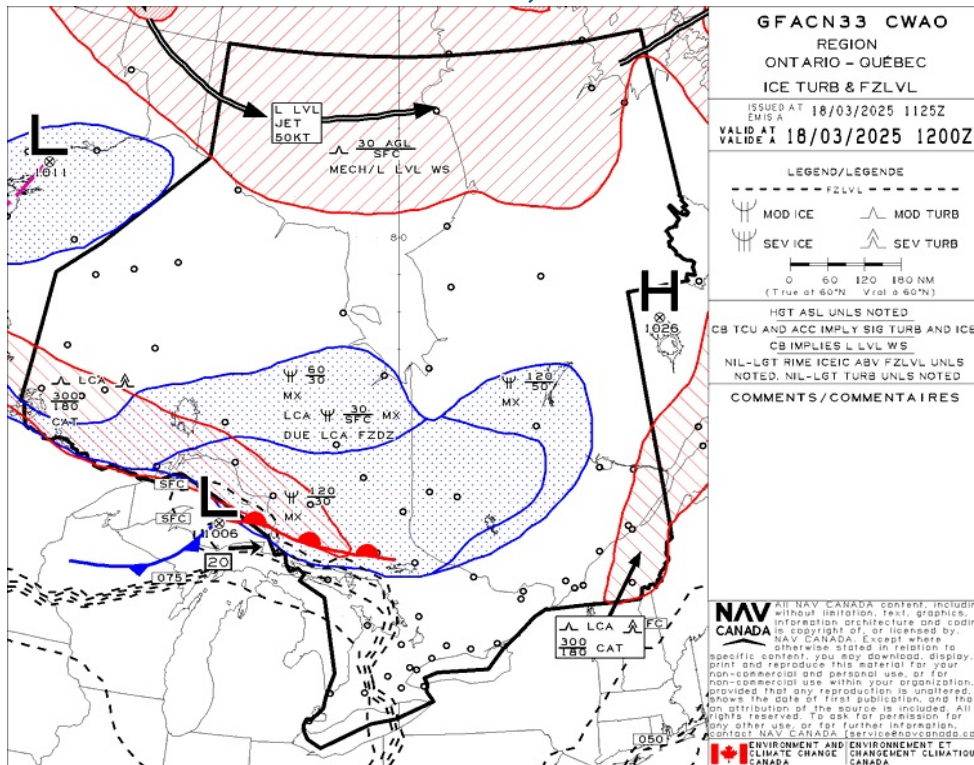 L
1011
L LVL
JET
50KT
30 AGL
SFC
MECH/L LVL WS
80
H
1026
LCA
300
180
CAT
60
30
MX
LCA 30 MX
SFC
DUE LCA FZDZ
120
50
MX
120
30
MX
SFC
SFC
L
1006
20
075
LCA
300
180 CAT
050
GFACN33 CWAO
REGION
ONTARIO – QUÉBEC
ICE TURB & FZLVL
ISSUED AT 18/03/2025 1125Z
ÉMIS A
VALID AT 18/03/2025 1200Z
VALIDE A
LEGEND/LÉGENDE
FZLVL
MOD ICE MOD TURB
SEV ICE SEV TURB
0 60 120 180 NM
(True at 60°N Vrai à 60°N)
HGT ASL UNLS NOTED
CB TCU AND ACC IMPLY SIG TURB AND ICE
CB IMPLIES L LVL WS
NIL-LGT RIME ICEIC ABV FZLVL UNLS
NOTED. NIL-LGT TURB UNLS NOTED
COMMENTS/COMMENTAIRES
NAV
CANADA
All NAV CANADA content, includin
without limitation, text, graphics,
information architecture and codin
is copyright of, or licensed by,
NAV CANADA. Except where
otherwise stated in relation to
specific content, you may download, display,
print and reproduce this material for your
non-commercial and personal use, or for
non-commercial use within your organization,
provided that any reproduction is unaltered,
shows the date of first publication, and tha
an attribution of the source is included. All
rights reserved. To ask for permission for
any other use, or for further information,
contact NAV CANADA [service@navcanada.ca
ENVIRONMENT AND
CLIMATE CHANGE
CANADA
ENVIRONNEMENT ET
CHANGEMENT CLIMATIQU
CANADA